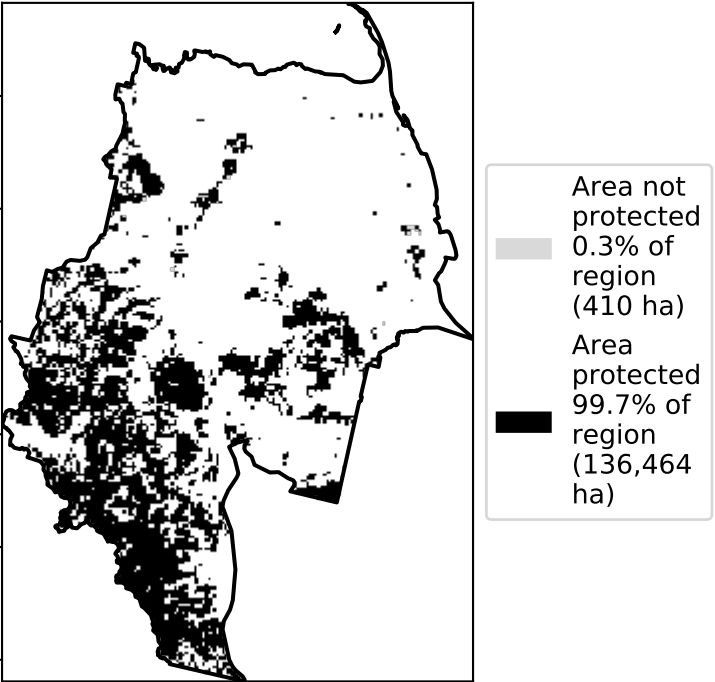 Area not
protected
0.3% of
region
(410 ha)
Area
protected
99.7% of
region
(136,464
ha)